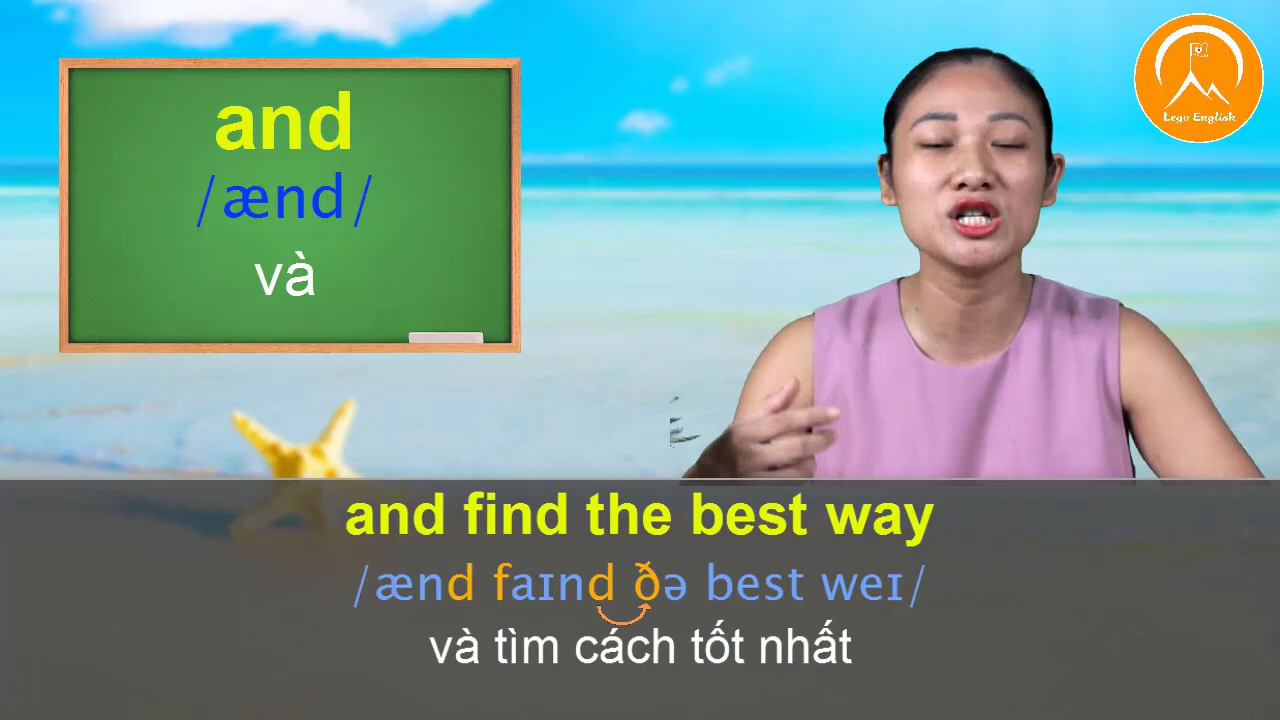 and
/ænd/
và
Legu English
and find the best way
/ænd faɪnd ðə best weɪ/
và tìm cách tốt nhất